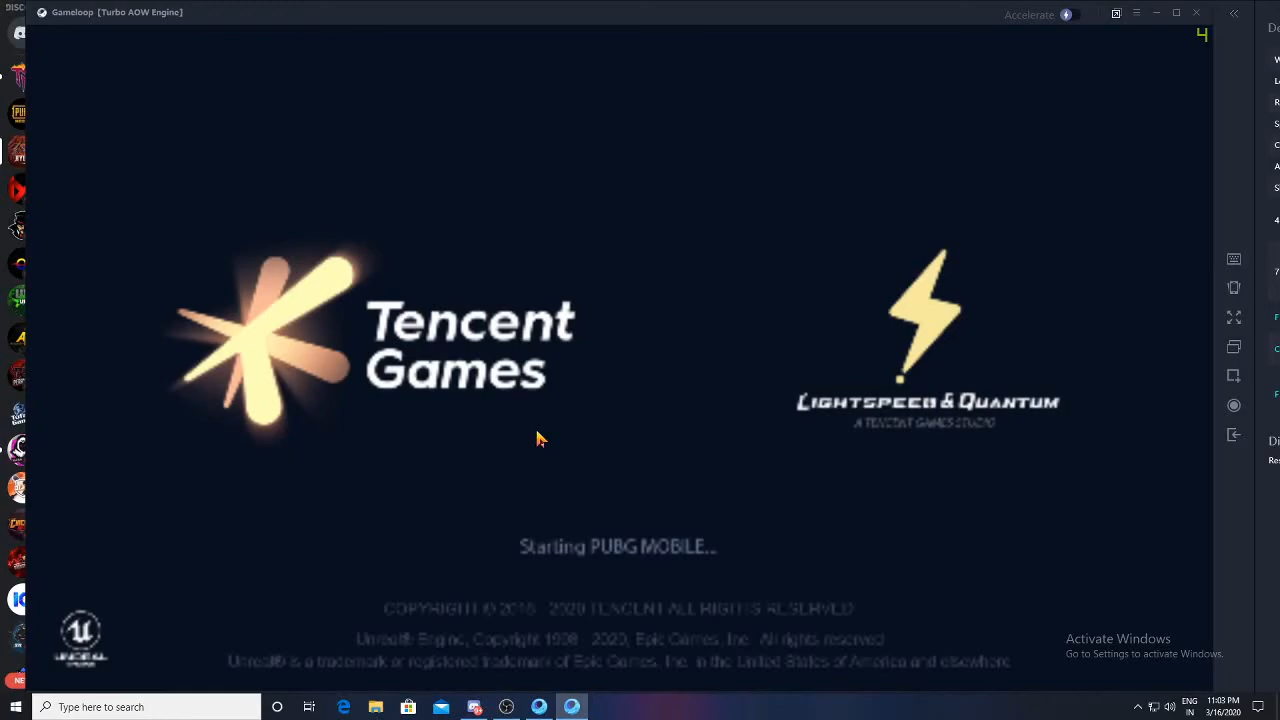 Gameloop [Turbo AOW Engine]
Accelerate
4
Tencent
Games
LIGHTSPEED & QUANTUM
A TENCENT GAMES STUDIO
Starting PUBG MOBILE...
COPYRIGHT © 2018 - 2020 TENCENT ALL RIGHTS RESERVED
Unreal® Engine, Copyright 1998 - 2020, Epic Games, Inc. All rights reserved
Unreal® is a trademark or registered trademark of Epic Games, Inc. in the United States of America and elsewhere
UNREAL
Activate Windows
Go to Settings to activate Windows.
Type here to search
ENG
IN
11:03 PM
3/16/2020